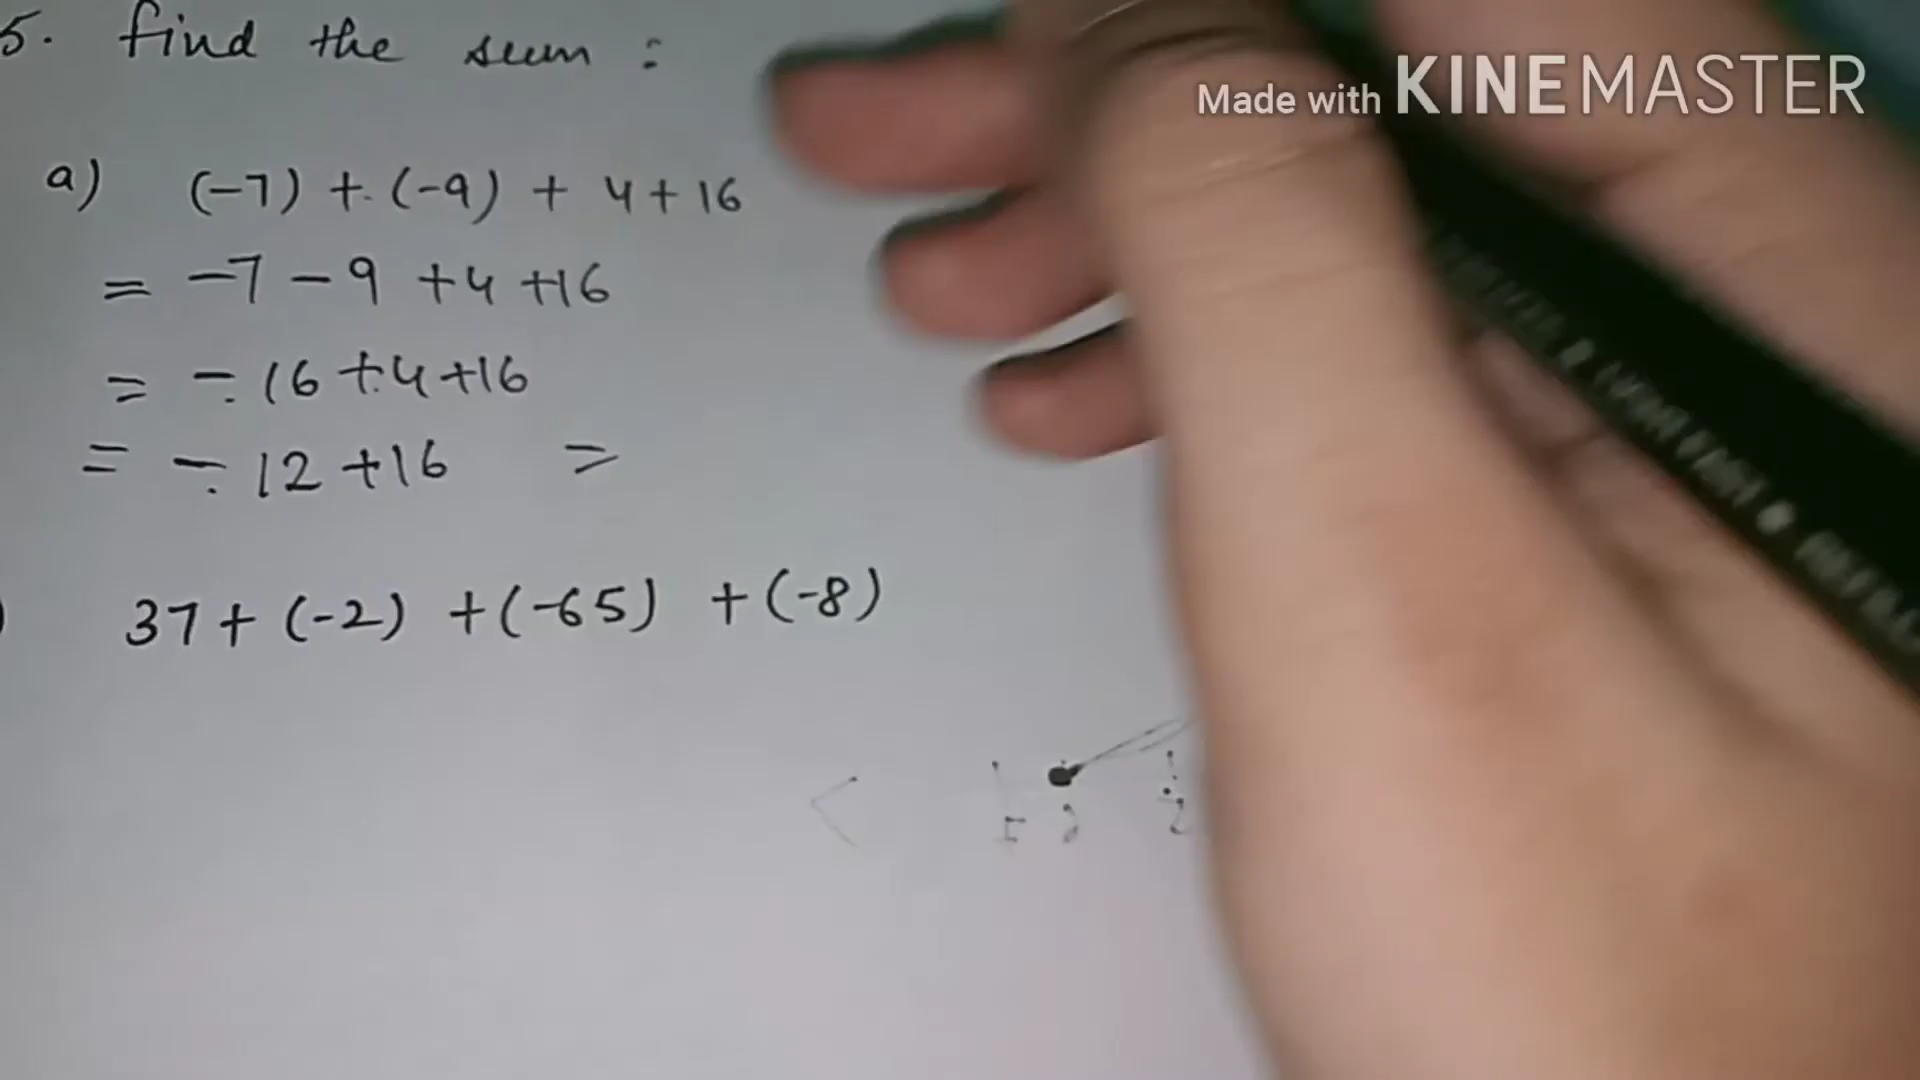 5. find the sum :
Made with KINEMASTER
a) (-7) + (-9) + 4 + 16
= -7 - 9 + 4 + 16
= - 16 + 4 + 16
= - 12 + 16 =
) 37 + (-2) + (-65) + (-8)